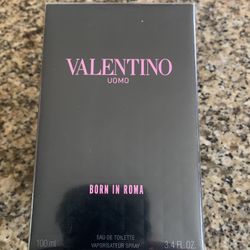 VALENTINO
UOMO
BORN IN ROMA
EAU DE TOILETTE
VAPORISATEUR SPRAY
100 ml
3.4 FL. OZ.